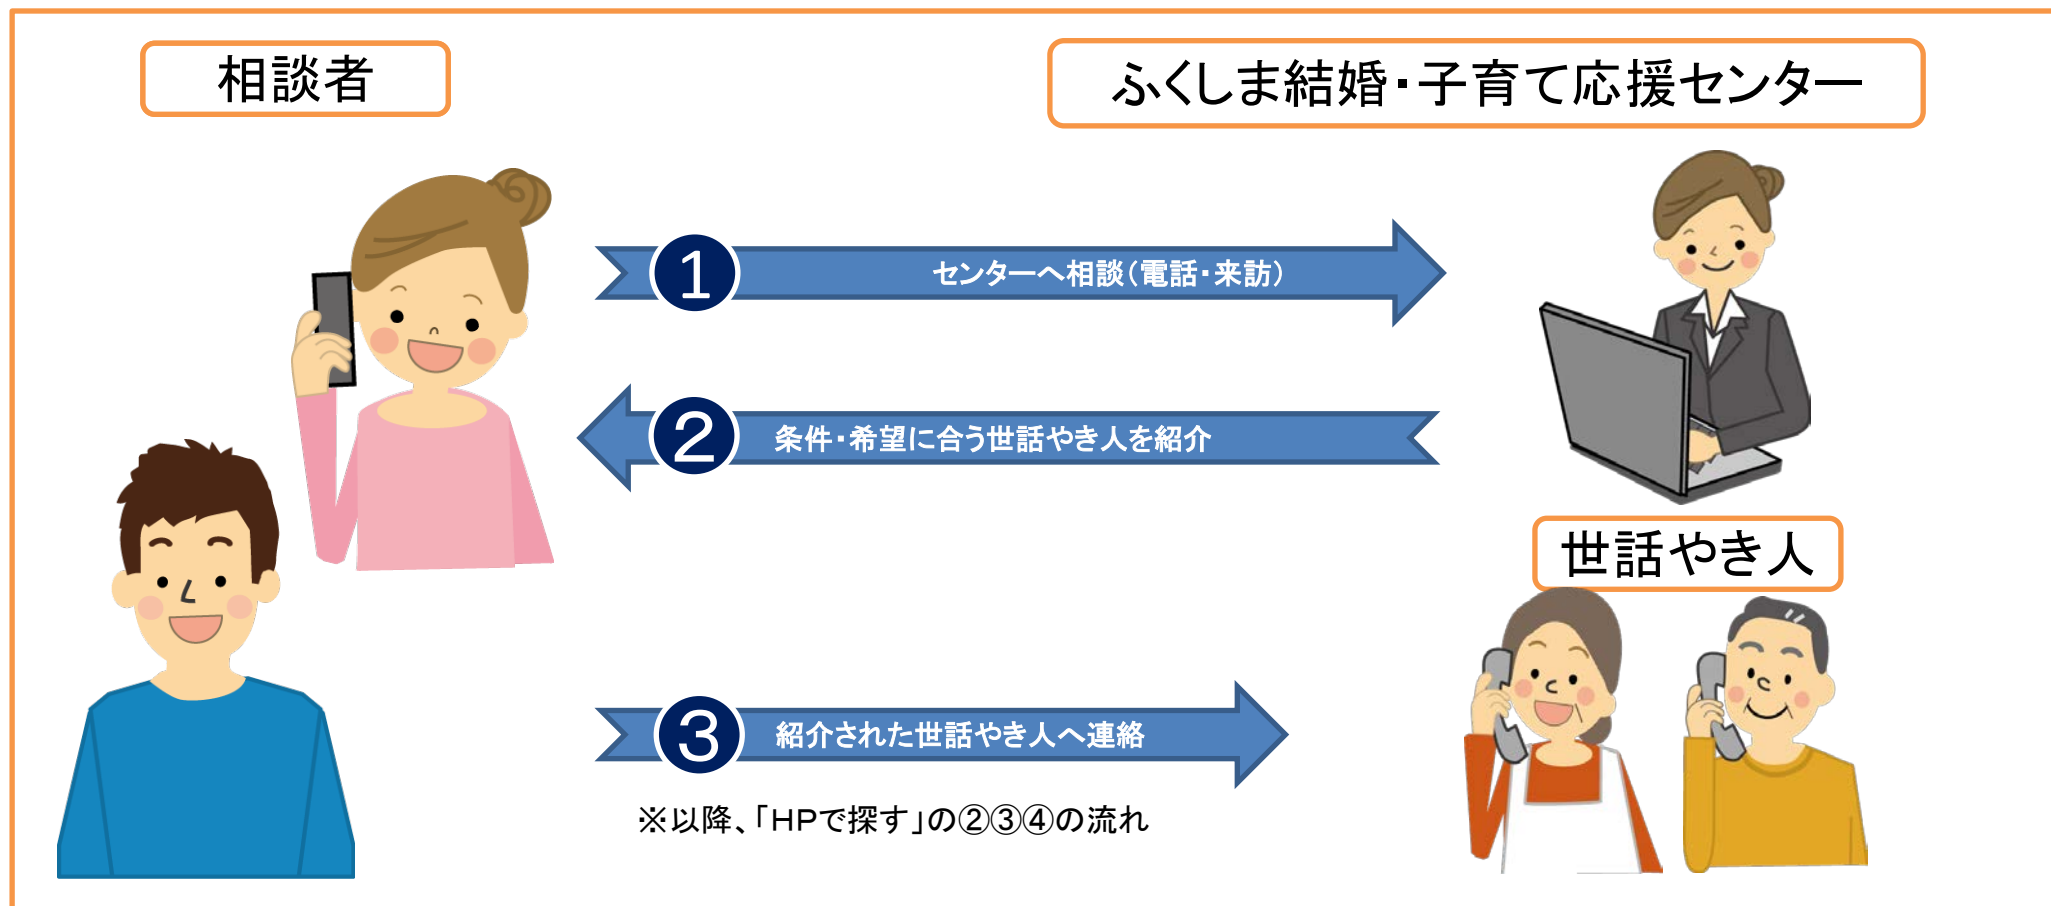 相談者
ふくしま結婚・子育て応援センター
1 センターへ相談(電話・来訪)
2 条件・希望に合う世話やき人を紹介
世話やき人
3 紹介された世話やき人へ連絡
※以降、「HPで探す」の②③④の流れ